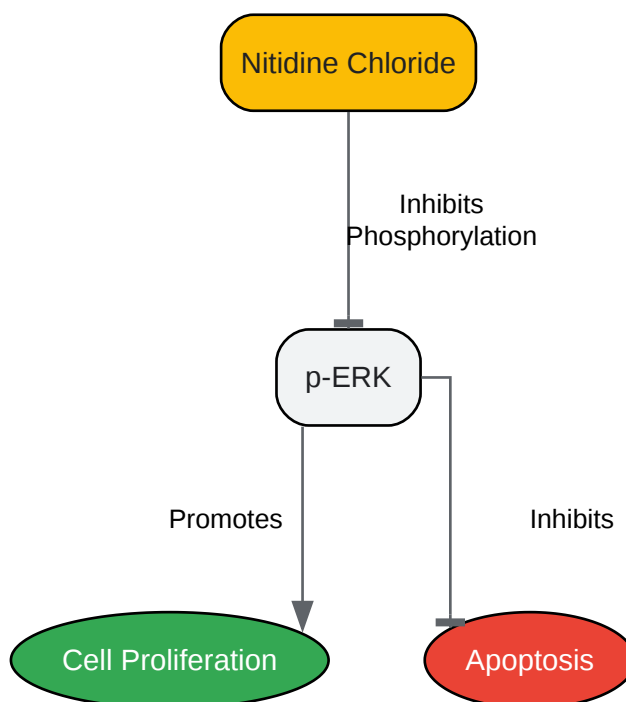 Nitidine Chloride
Inhibits
Phosphorylation
p-ERK
Promotes
Inhibits
Cell Proliferation
Apoptosis